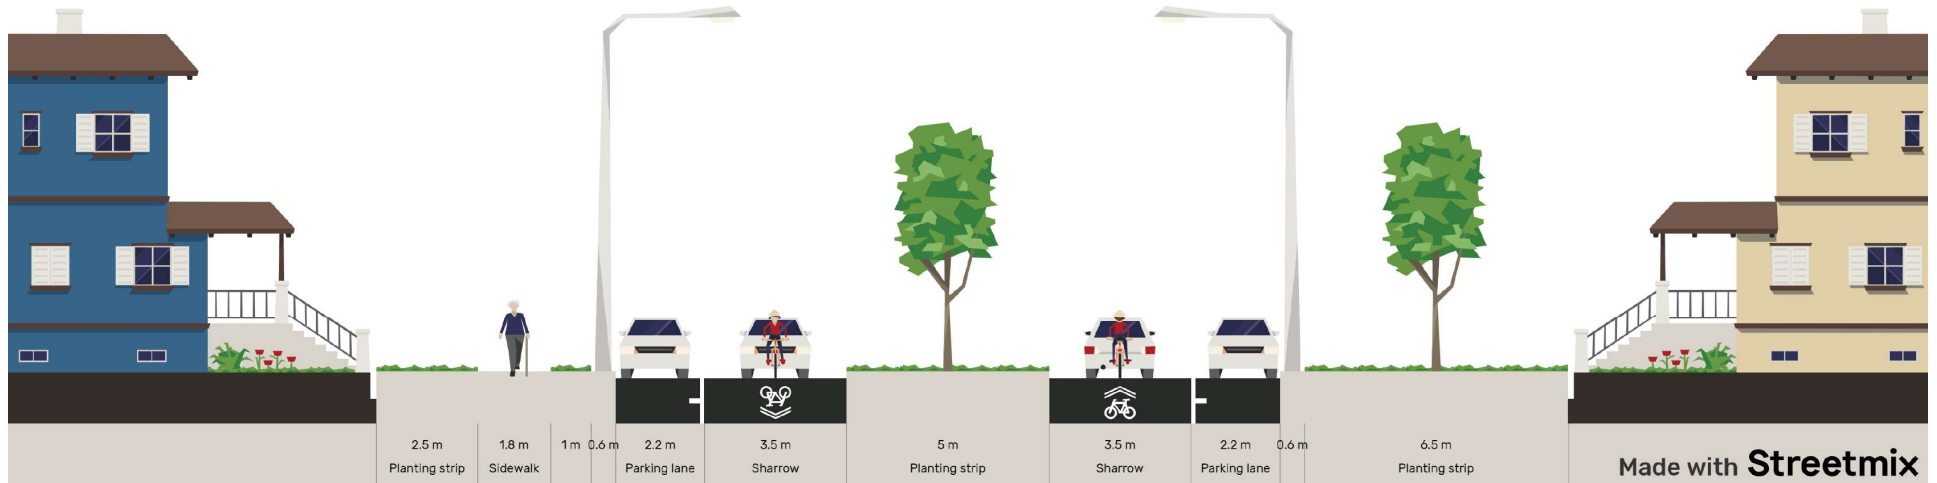 2.5 m
Planting strip
1.8 m
Sidewalk
1 m
0.6 m
2.2 m
Parking lane
3.5 m
Sharrow
5 m
Planting strip
3.5 m
Sharrow
2.2 m
Parking lane
0.6 m
6.5 m
Planting strip
Made with Streetmix